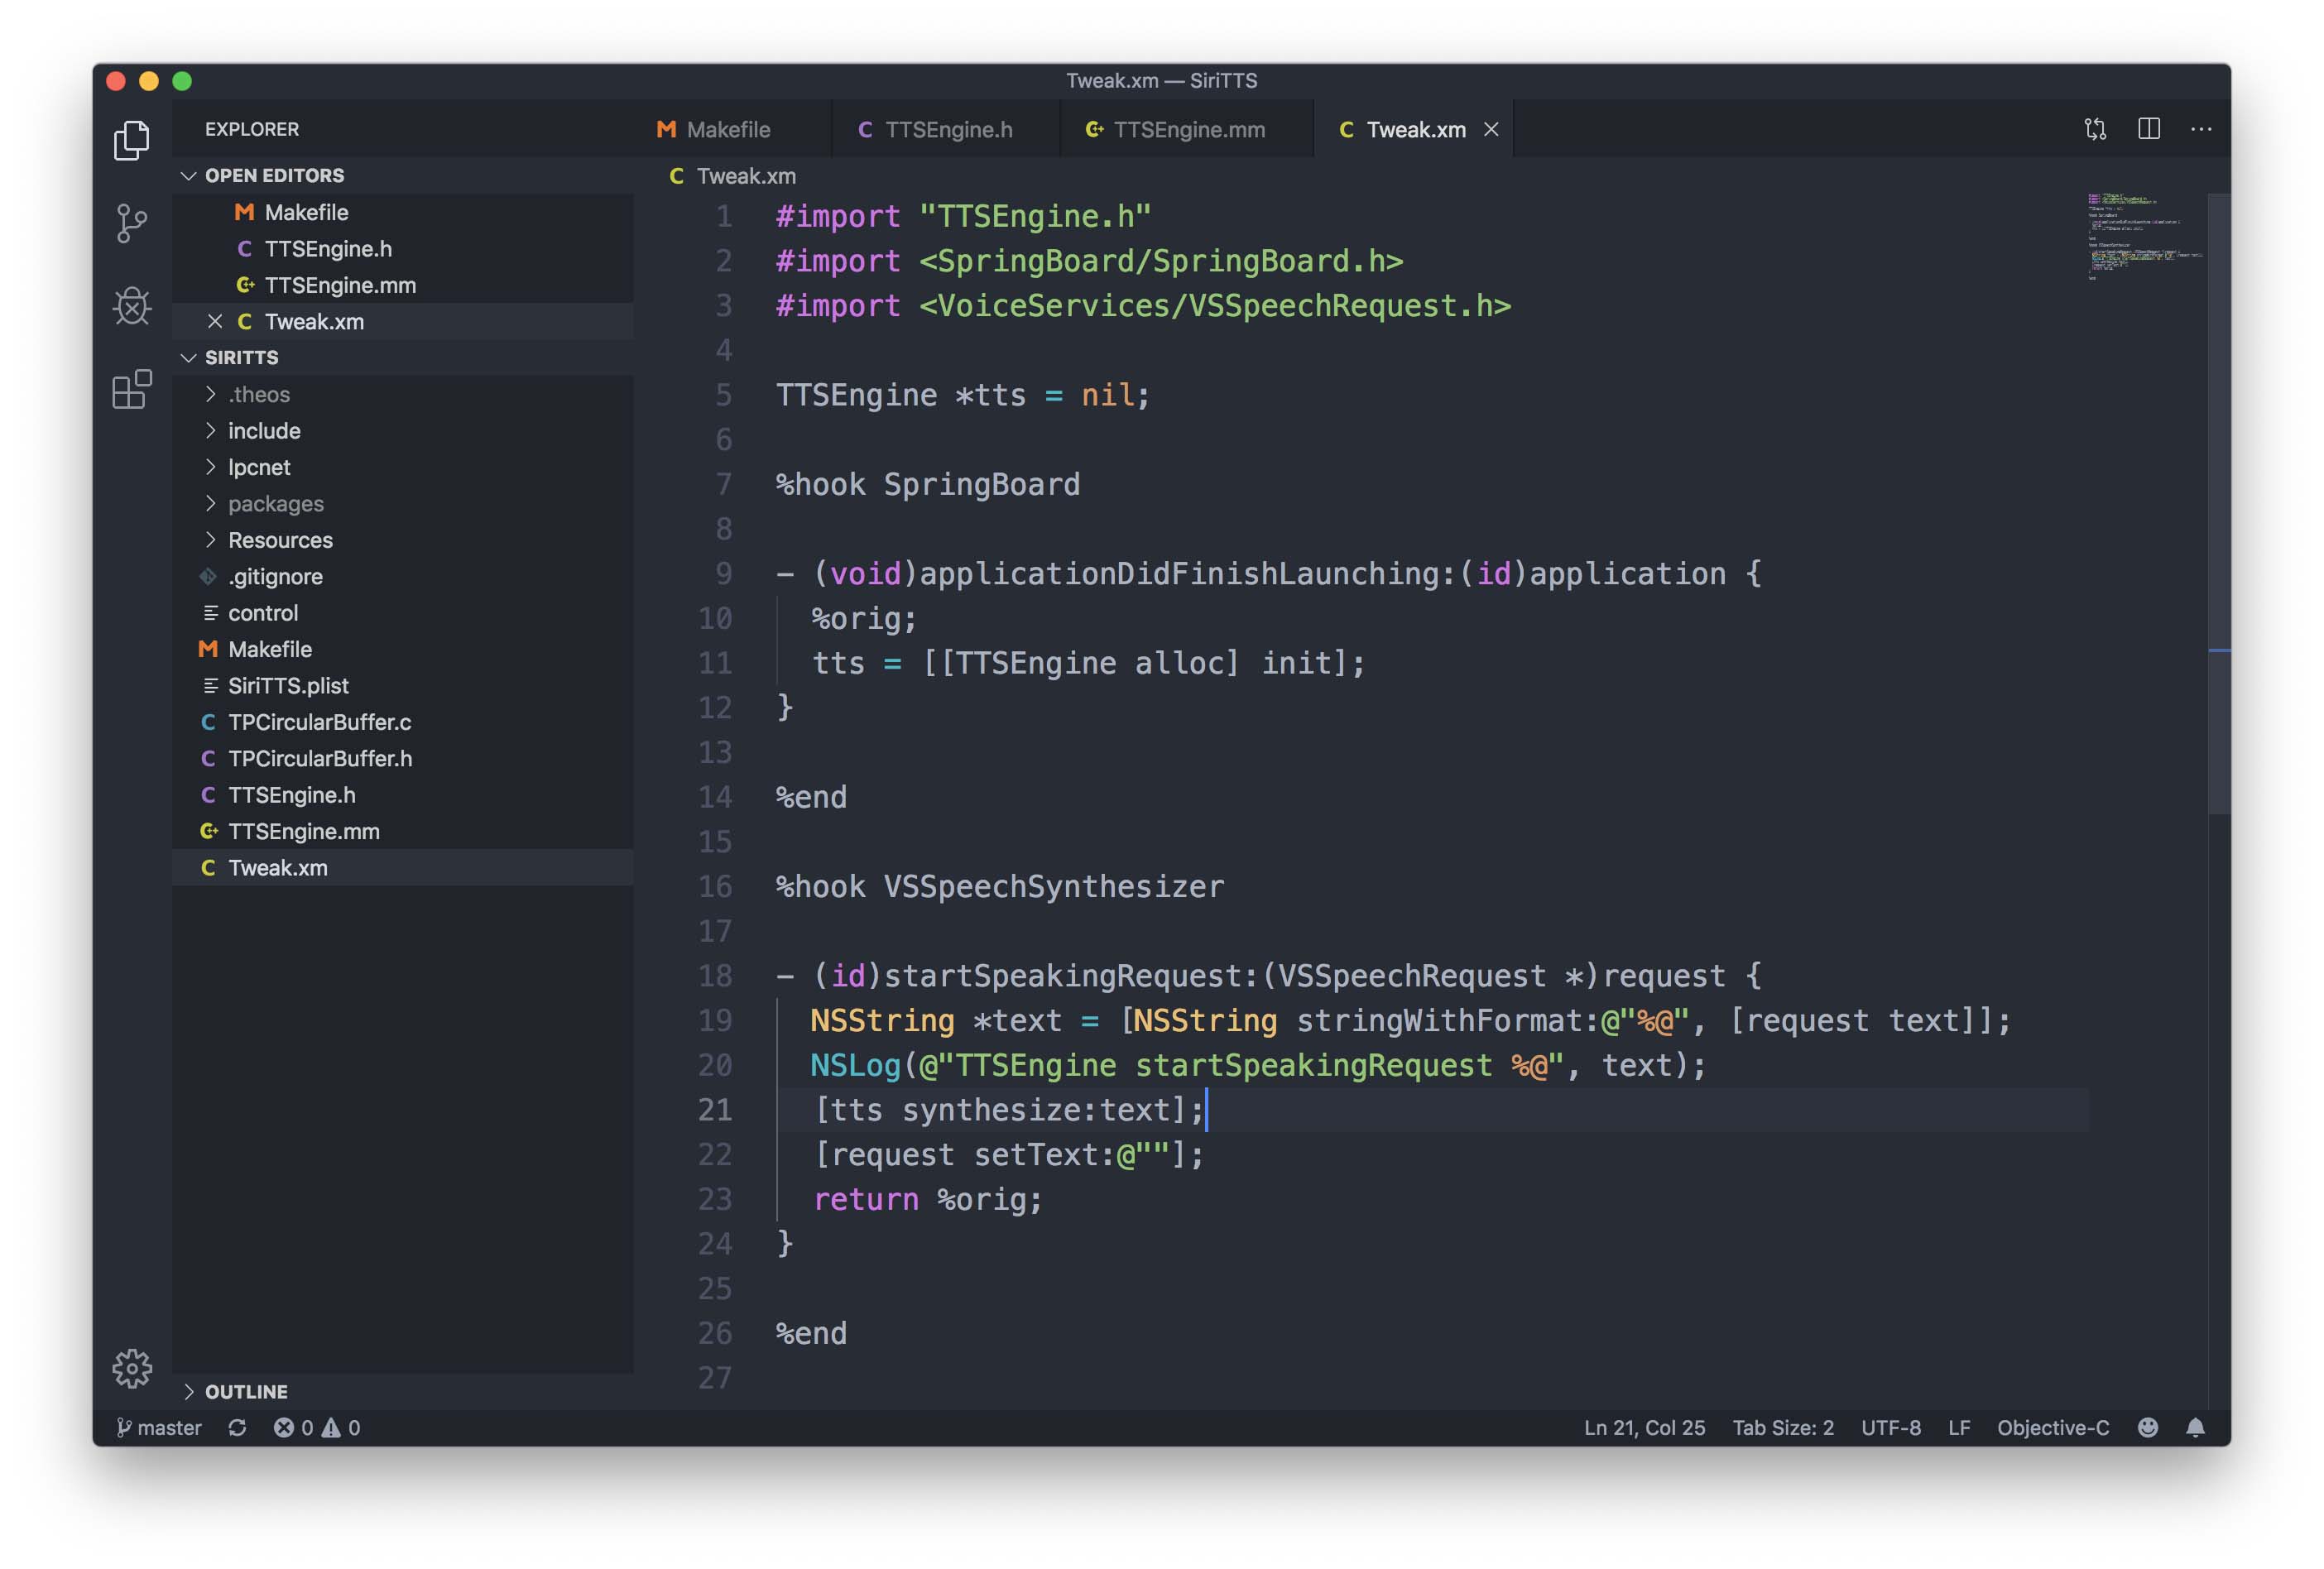 Tweak.xm — SiriTTS
EXPLORER
OPEN EDITORS
Makefile
TTSEngine.h
TTSEngine.mm
Tweak.xm
SIRITTS
.theos
include
lpcnet
packages
Resources
.gitignore
control
Makefile
SiriTTS.plist
TPCircularBuffer.c
TPCircularBuffer.h
TTSEngine.h
TTSEngine.mm
Tweak.xm
OUTLINE
Makefile TTSEngine.h TTSEngine.mm Tweak.xm
Tweak.xm
1 #import "TTSEngine.h"
2 #import <SpringBoard/SpringBoard.h>
3 #import <VoiceServices/VSSpeechRequest.h>
4
5 TTSEngine *tts = nil;
6
7 %hook SpringBoard
8
9 - (void)applicationDidFinishLaunching:(id)application {
10 %orig;
11 tts = [[TTSEngine alloc] init];
12 }
13
14 %end
15
16 %hook VSSpeechSynthesizer
17
18 - (id)startSpeakingRequest:(VSSpeechRequest *)request {
19 NSString *text = [NSString stringWithFormat:@"%@", [request text]];
20 NSLog(@"TTSEngine startSpeakingRequest %@", text);
21 [tts synthesize:text];
22 [request setText:@""];
23 return %orig;
24 }
25
26 %end
27
master 0 0 Ln 21, Col 25 Tab Size: 2 UTF-8 LF Objective-C